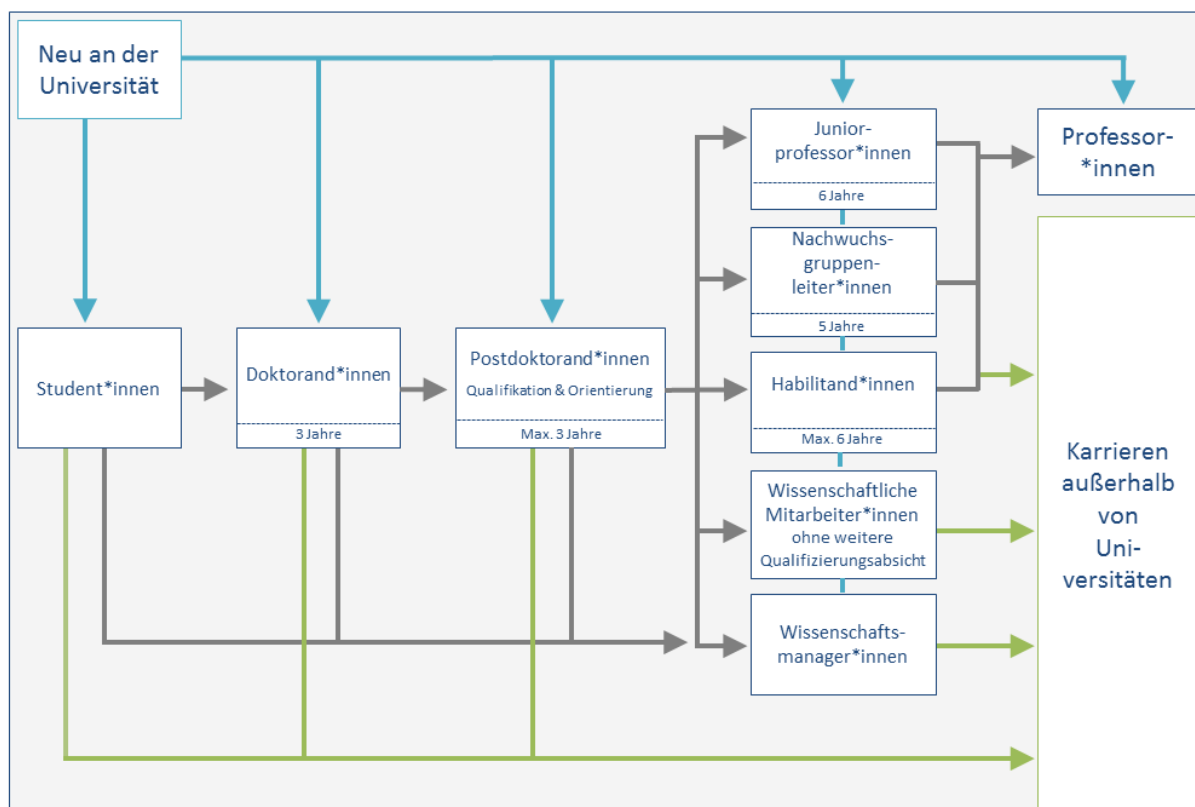 Neu an der
Universität
Junior-
professor*innen
6 Jahre
Professor-
*innen
Nachwuchs-
gruppen-
leiter*innen
5 Jahre
Student*innen
Doktorand*innen
3 Jahre
Postdoktorand*innen
Qualifikation & Orientierung
Max. 3 Jahre
Habilitand*innen
Max. 6 Jahre
Wissenschaftliche
Mitarbeiter*innen
ohne weitere
Qualifizierungsabsicht
Wissenschafts-
manager*innen
Karrieren
außerhalb
von
Uni-
versitäten